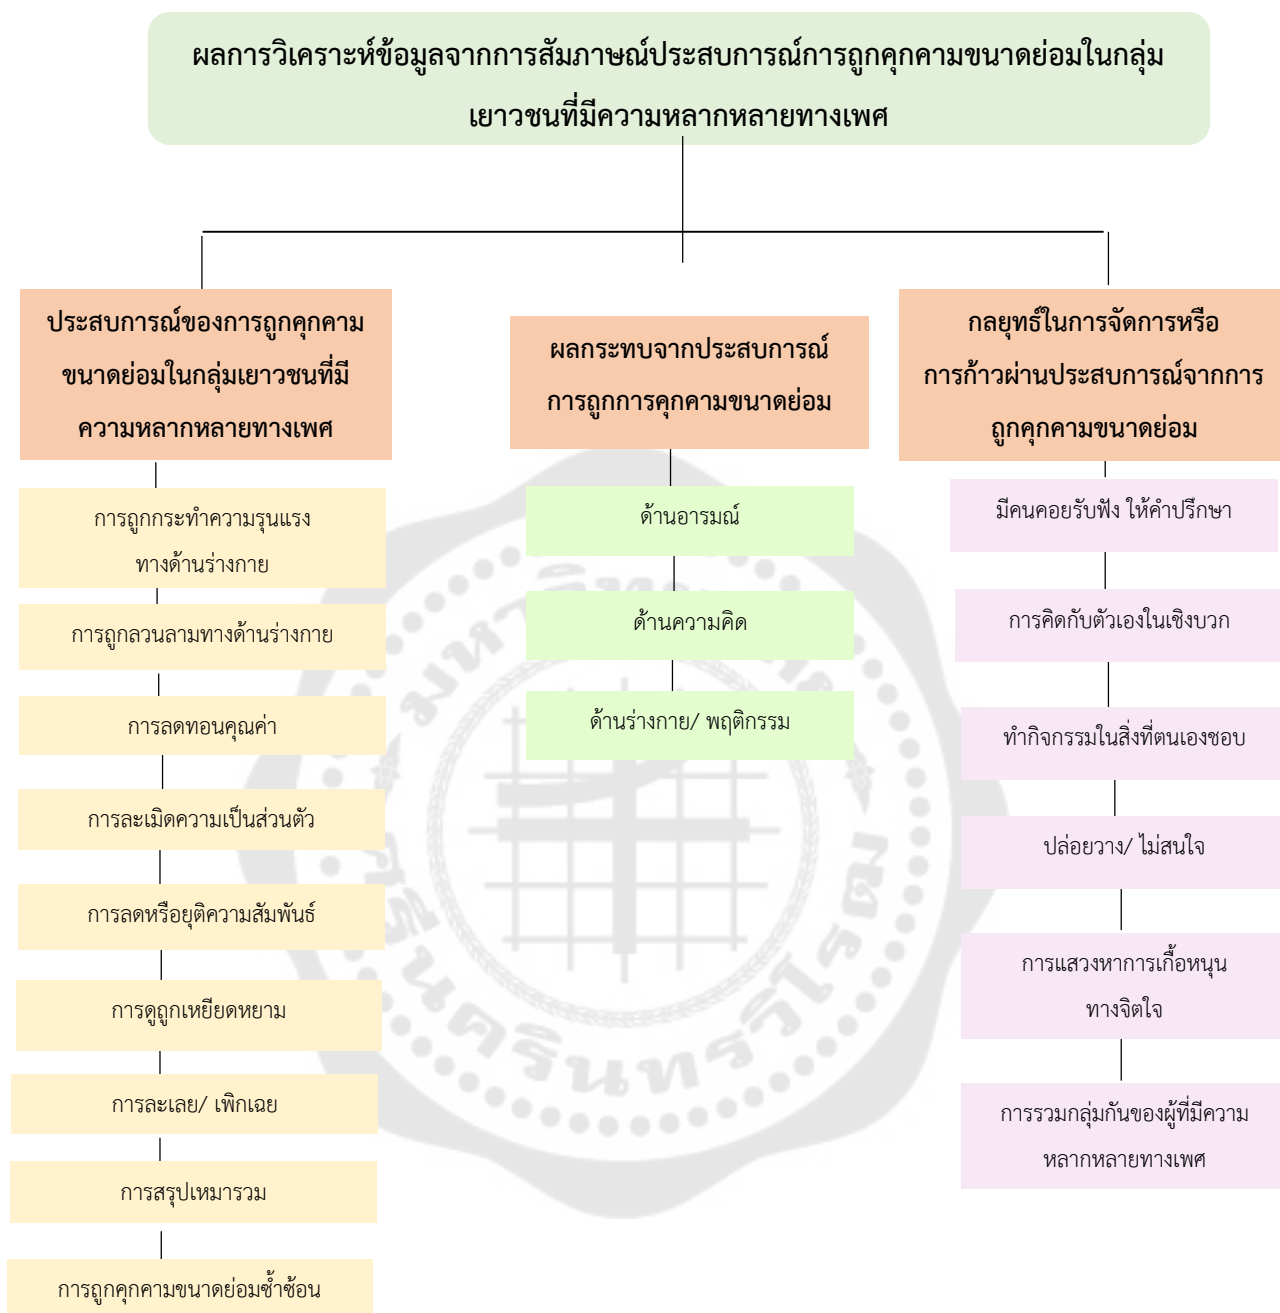 ผลการวิเคราะห์ข้อมูลจากการสัมภาษณ์ประสบการณ์การถูกคุกคามขนาดย่อมในกลุ่ม
เยาวชนที่มีความหลากหลายทางเพศ
ประสบการณ์ของการถูกคุกคาม
ขนาดย่อมในกลุ่มเยาวชนที่มี
ความหลากหลายทางเพศ
การถูกกระทำความรุนแรง
ทางด้านร่างกาย
การถูกลวนลามทางด้านร่างกาย
การลดทอนคุณค่า
การละเมิดความเป็นส่วนตัว
การลดหรือยุติความสัมพันธ์
การดูถูกเหยียดหยาม
การละเลย/ เพิกเฉย
การสรุปเหมารวม
การถูกคุกคามขนาดย่อมซ้ำซ้อน
ผลกระทบจากประสบการณ์
การถูกการคุกคามขนาดย่อม
ด้านอารมณ์
ด้านความคิด
ด้านร่างกาย/ พฤติกรรม
กลยุทธ์ในการจัดการหรือ
การก้าวผ่านประสบการณ์จากการ
ถูกคุกคามขนาดย่อม
มีคนคอยรับฟัง ให้คำปรึกษา
การคิดกับตัวเองในเชิงบวก
ทำกิจกรรมในสิ่งที่ตนเองชอบ
ปล่อยวาง/ ไม่สนใจ
การแสวงหาการเกื้อหนุน
ทางจิตใจ
การรวมกลุ่มกันของผู้ที่มีความ
หลากหลายทางเพศ